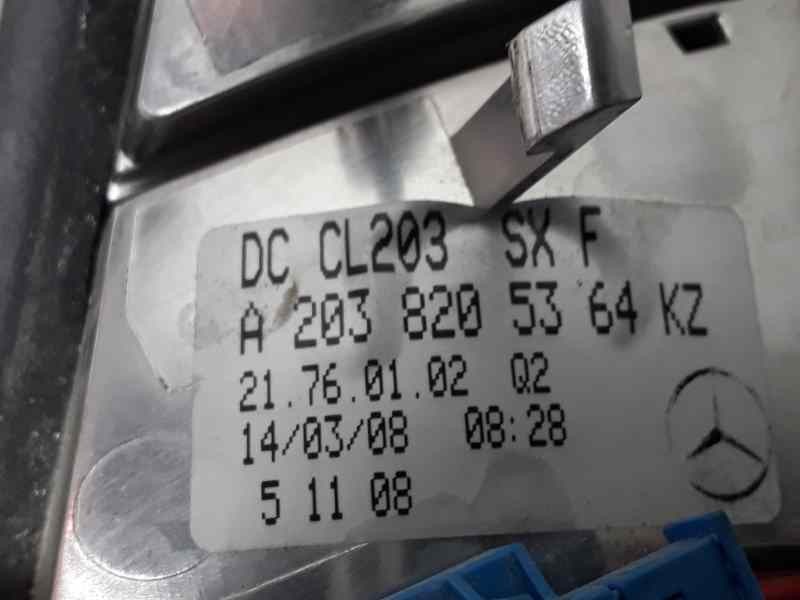 DC CL203 SX F
A 203 820 53 64 KZ
21.76.01.02 Q2
14/03/08 08:28
5 11 08